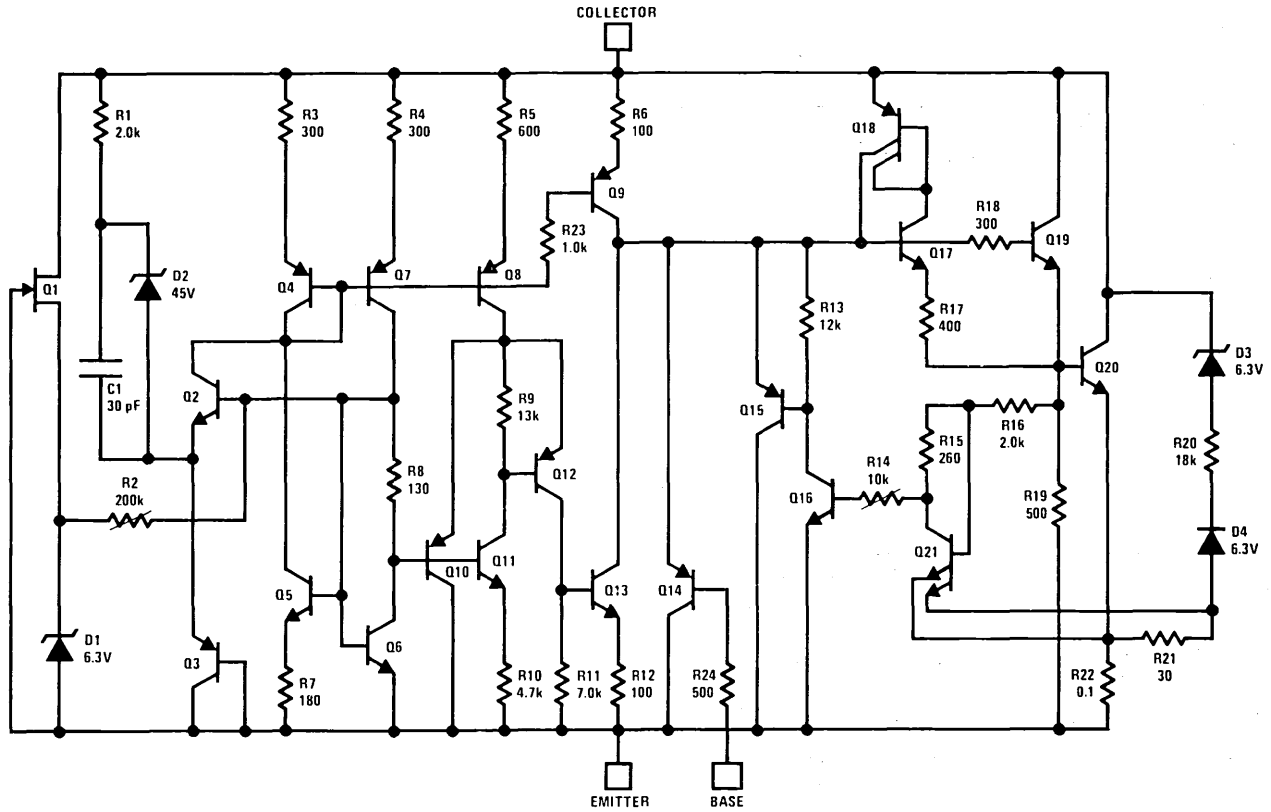 COLLECTOR
R1
2.0k
R3
300
R4
300
R5
600
R6
100
Q18
Q9
R23
1.0k
R18
300
Q17
Q19
Q1
D2
45V
Q4
Q7
Q8
R13
12k
R17
400
C1
30 pF
Q2
R9
13k
Q15
Q20
D3
6.3V
R16
2.0k
R15
260
R20
18k
R2
200k
R8
130
Q12
Q16
R14
10k
R19
500
Q10
Q11
Q21
D4
6.3V
Q5
Q13
Q14
D1
6.3V
Q3
Q6
R7
180
R10
4.7k
R11
7.0k
R12
100
R24
500
R22
0.1
R21
30
EMITTER
BASE